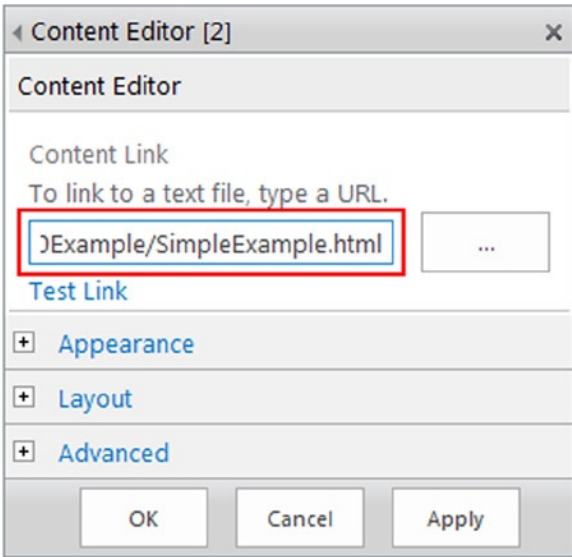 Content Editor [2]
Content Editor
Content Link
To link to a text file, type a URL.
Example/SimpleExample.html
...
Test Link
Appearance
Layout
Advanced
OK Cancel Apply